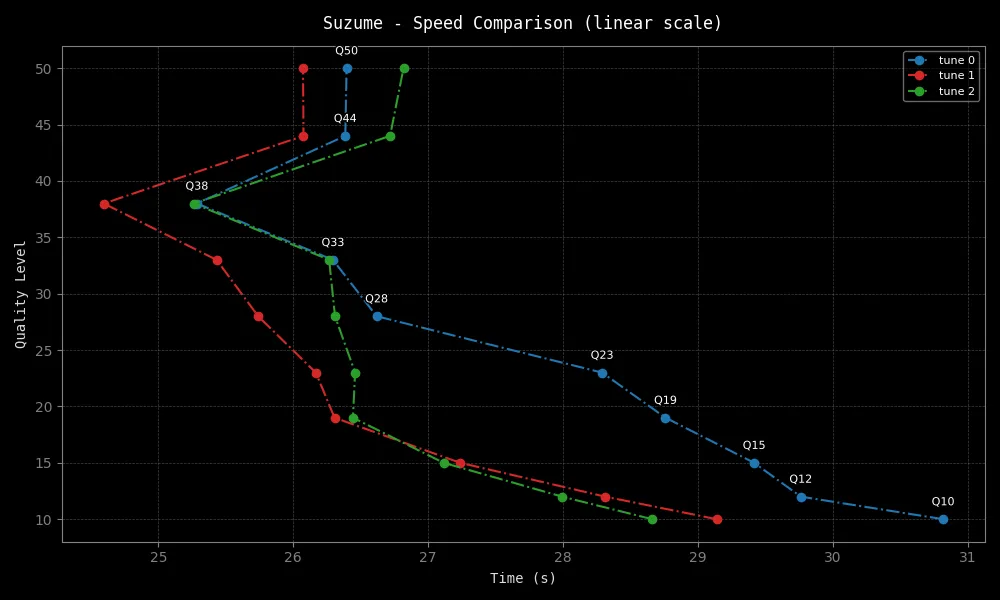 Suzume - Speed Comparison (linear scale)
tune 0
tune 1
tune 2
Q50
Q44
Q38
Q33
Q28
Q23
Q19
Q15
Q12
Q10
Quality Level
50
45
40
35
30
25
20
15
10
25 26 27 28 29 30 31
Time (s)